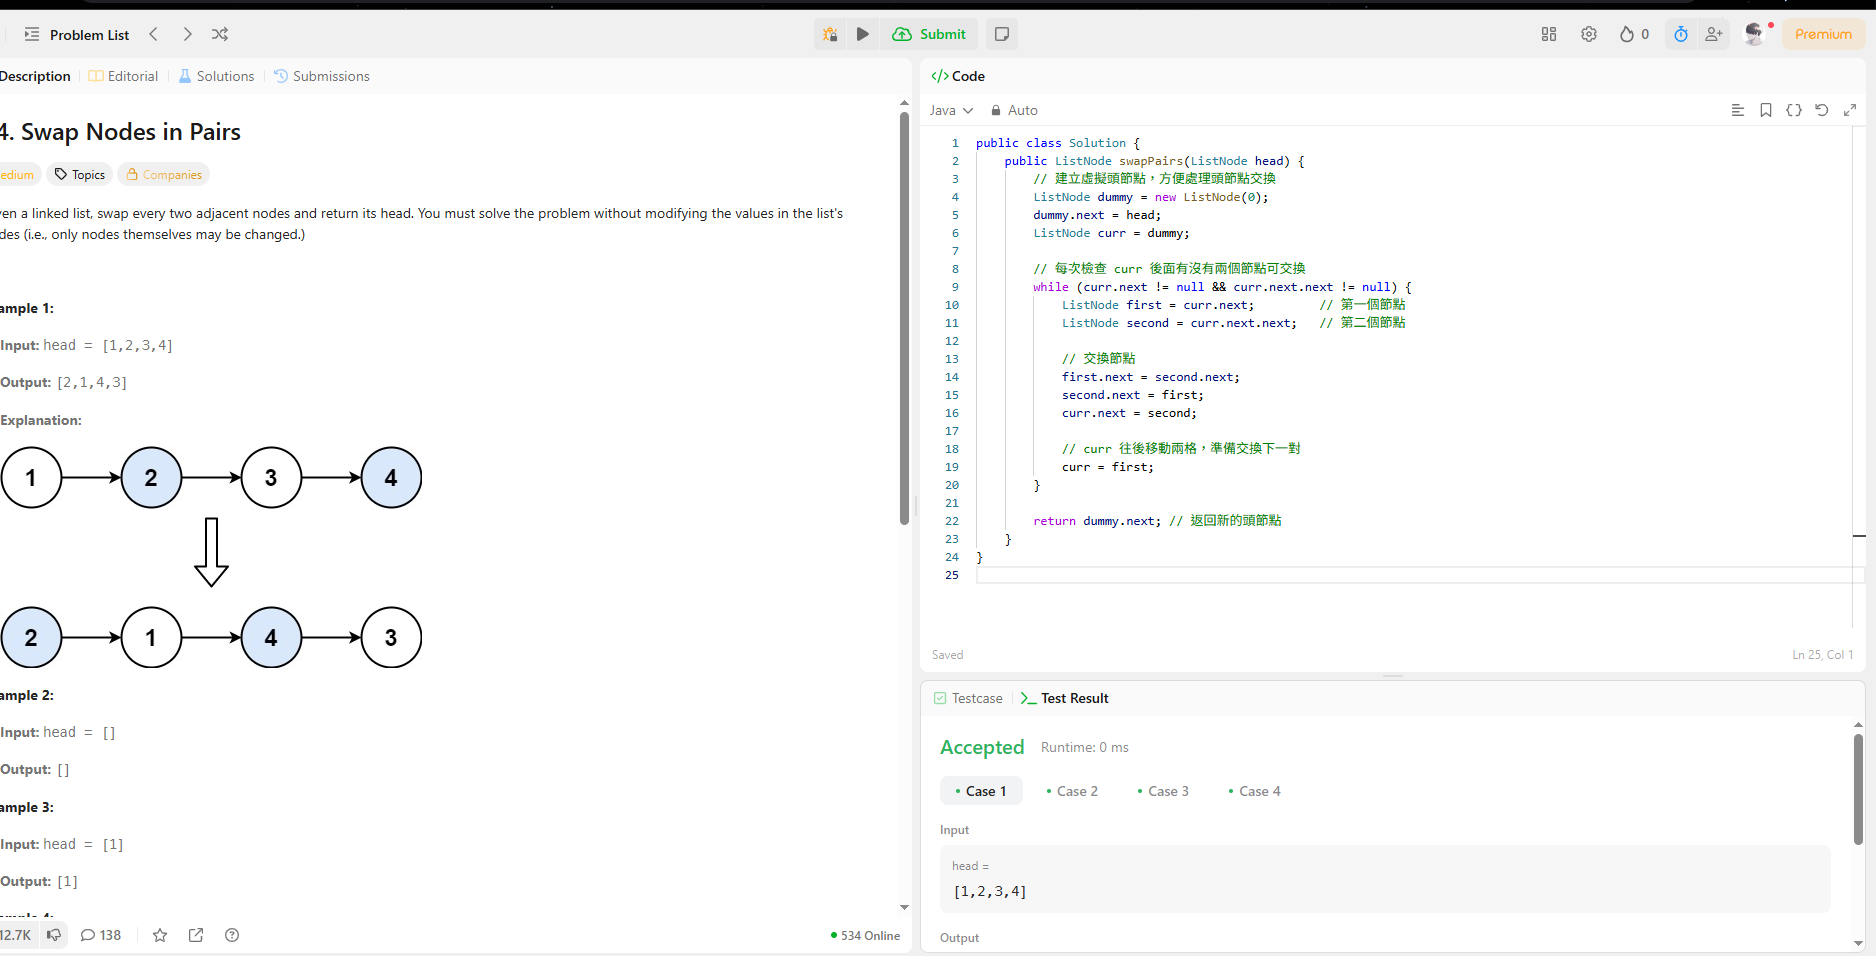 Problem List
Submit
0
Premium
Description
Editorial
Solutions
Submissions
4. Swap Nodes in Pairs
edium
Topics
Companies
en a linked list, swap every two adjacent nodes and return its head. You must solve the problem without modifying the values in the list's
des (i.e., only nodes themselves may be changed.)
ample 1:
Input: head = [1,2,3,4]
Output: [2,1,4,3]
Explanation:
1 2 3 4
2 1 4 3
ample 2:
Input: head = []
Output: []
ample 3:
Input: head = [1]
Output: [1]
ample 4:
12.7K
138
534 Online
</> Code
Java
Auto
1 public class Solution {
2 public ListNode swapPairs(ListNode head) {
3 // 建立虛擬頭節點，方便處理頭節點交換
4 ListNode dummy = new ListNode(0);
5 dummy.next = head;
6 ListNode curr = dummy;
7
8 // 每次檢查 curr 後面有沒有兩個節點可交換
9 while (curr.next != null && curr.next.next != null) {
10 ListNode first = curr.next; // 第一個節點
11 ListNode second = curr.next.next; // 第二個節點
12
13 // 交換節點
14 first.next = second.next;
15 second.next = first;
16 curr.next = second;
17
18 // curr 往後移動兩格，準備交換下一對
19 curr = first;
20 }
21
22 return dummy.next; // 返回新的頭節點
23 }
24 }
25
Saved
Ln 25, Col 1
Testcase
Test Result
Accepted
Runtime: 0 ms
Case 1
Case 2
Case 3
Case 4
Input
head =
[1,2,3,4]
Output